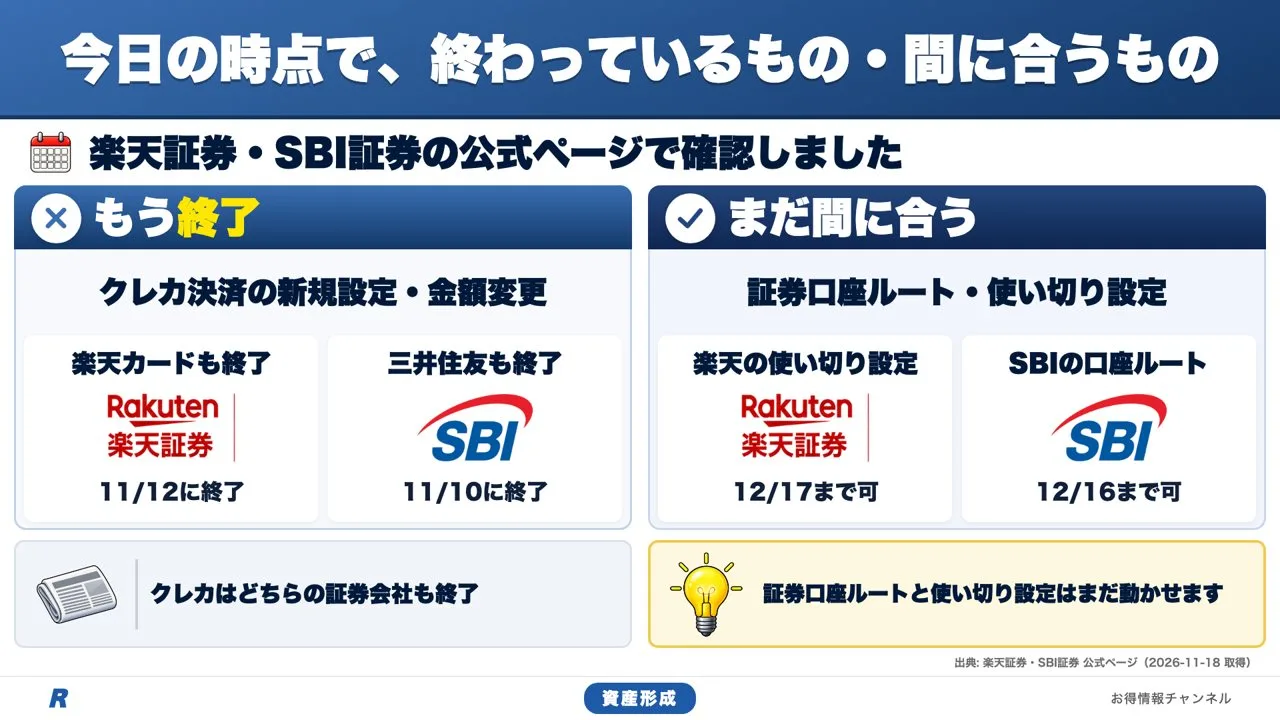 今日の時点で、終わっているもの・間に合うもの
楽天証券・SBI証券の公式ページで確認しました
もう終了
クレカ決済の新規設定・金額変更
楽天カードも終了
Rakuten
楽天証券
11/12に終了
三井住友も終了
SBI
11/10に終了
クレカはどちらの証券会社も終了
まだ間に合う
証券口座ルート・使い切り設定
楽天の使い切り設定
Rakuten
楽天証券
12/17まで可
SBIの口座ルート
SBI
12/16まで可
証券口座ルートと使い切り設定はまだ動かせます
出典: 楽天証券・SBI証券 公式ページ（2026-11-18 取得）
R
資産形成
お得情報チャンネル